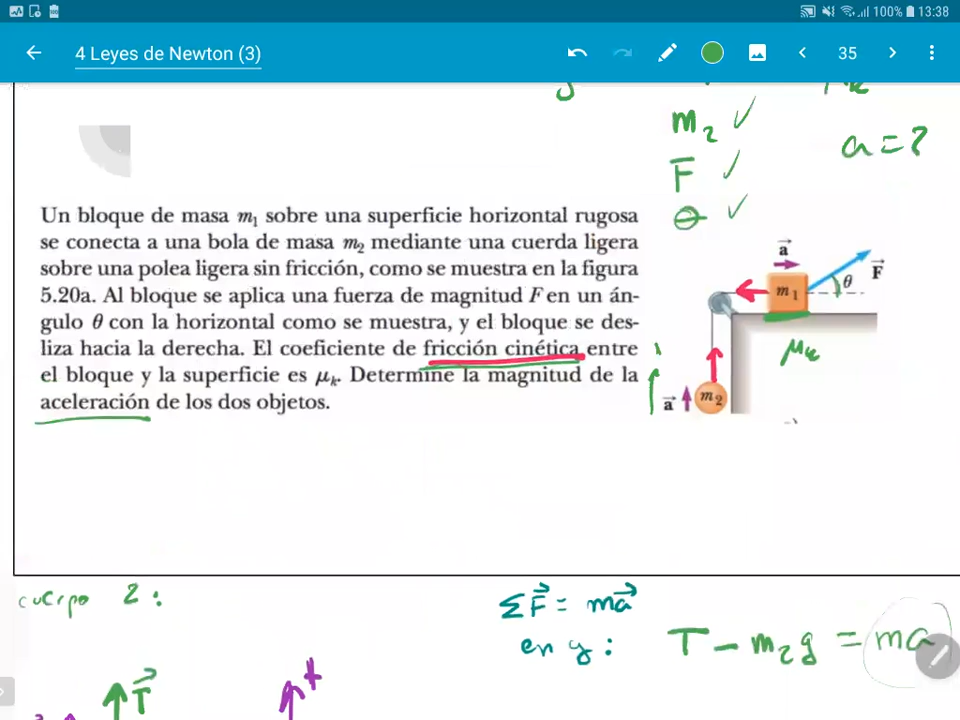 100% 13:38
4 Leyes de Newton (3)
35
m₂ ✓
a = ?
F ✓
θ ✓
Un bloque de masa m₁ sobre una superficie horizontal rugosa
se conecta a una bola de masa m₂ mediante una cuerda ligera
sobre una polea ligera sin fricción, como se muestra en la figura
5.20a. Al bloque se aplica una fuerza de magnitud F en un án-
gulo θ con la horizontal como se muestra, y el bloque se des-
liza hacia la derecha. El coeficiente de fricción cinética entre
el bloque y la superficie es μₖ. Determine la magnitud de la
aceleración de los dos objetos.
a⃗
F⃗
θ
m₁
μₖ
a⃗
m₂
cuerpo 2:
ΣF⃗ = ma⃗
en y: T - m₂g = ma
T⃗
+